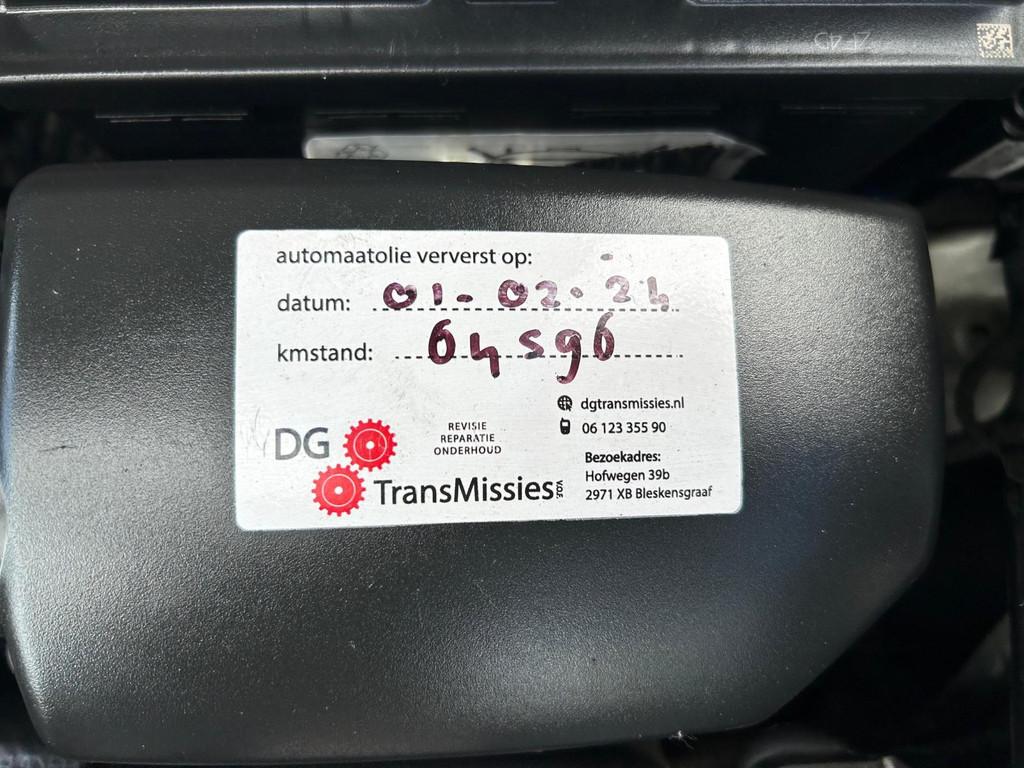 automaatolie ververst op:
datum: 01-02-24
kmstand: 64596
dgtransmissies.nl
06 123 355 90
DG
REVISIE
REPARATIE
ONDERHOUD
TransMissies v.o.f.
Bezoekadres:
Hofwegen 39b
2971 XB Bleskensgraaf